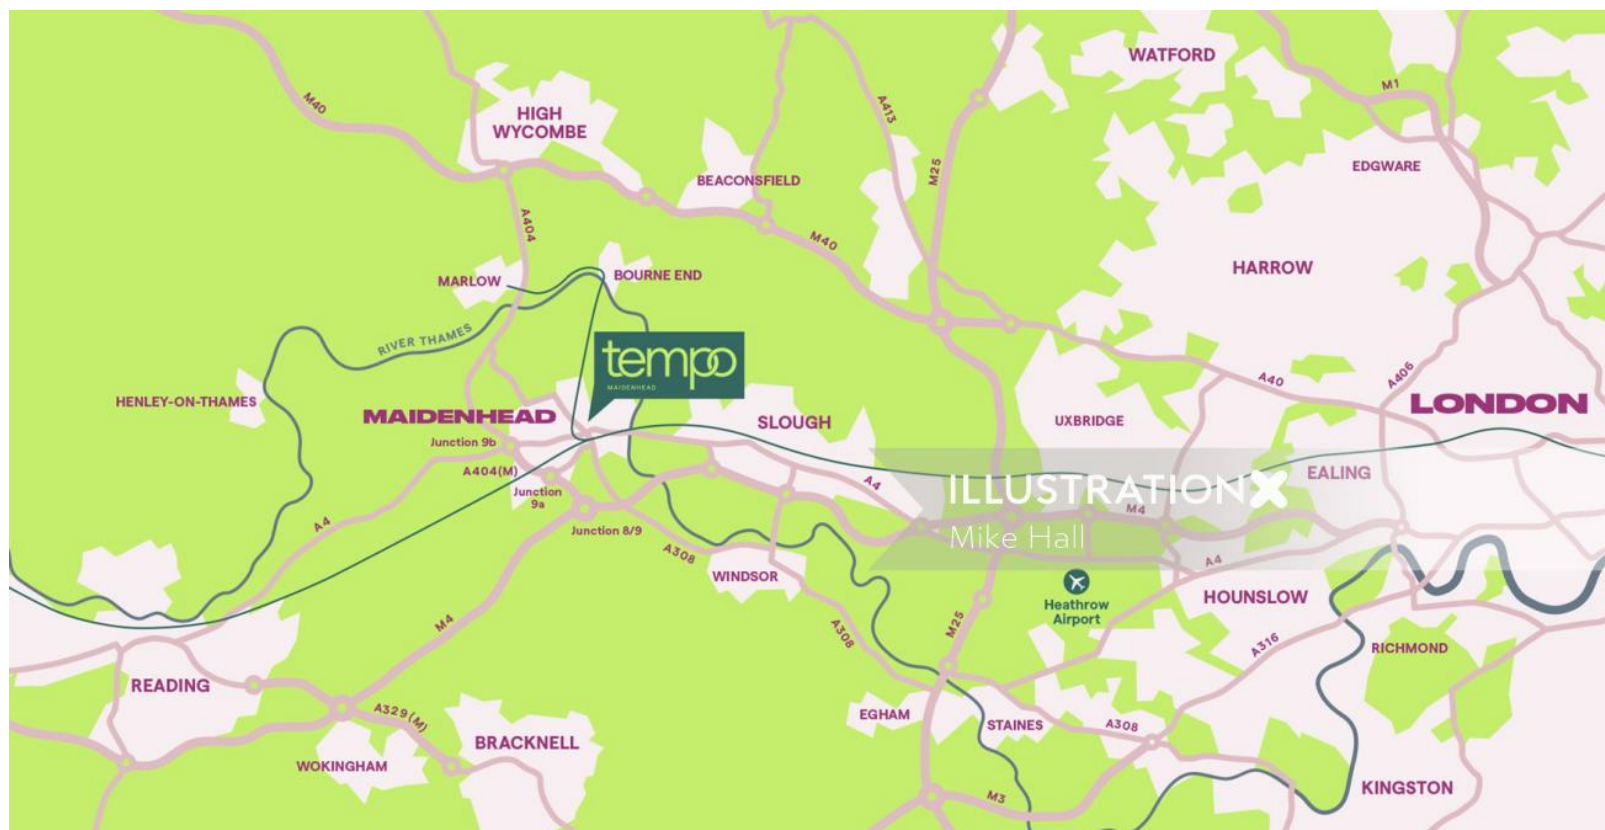 WATFORD
M1
M40
A413
HIGH
WYCOMBE
M25
EDGWARE
BEACONSFIELD
A404
M40
HARROW
MARLOW
BOURNE END
RIVER THAMES
tempo
MAIDENHEAD
A40
A406
HENLEY-ON-THAMES
MAIDENHEAD
LONDON
SLOUGH
UXBRIDGE
Junction 9b
A404(M)
EALING
A4
Junction
9a
ILLUSTRATIONX
Mike Hall
M4
A4
Junction 8/9
A308
WINDSOR
A4
Heathrow
Airport
HOUNSLOW
M4
A308
M25
A316
RICHMOND
READING
A329(M)
EGHAM
STAINES
A308
BRACKNELL
WOKINGHAM
M3
KINGSTON